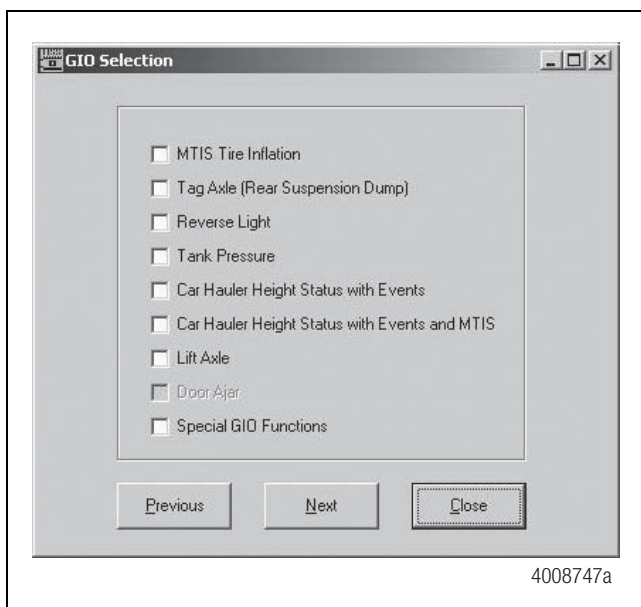 GIO Selection
MTIS Tire Inflation
Tag Axle (Rear Suspension Dump)
Reverse Light
Tank Pressure
Car Hauler Height Status with Events
Car Hauler Height Status with Events and MTIS
Lift Axle
Door Ajar
Special GIO Functions
Previous Next Close
4008747a